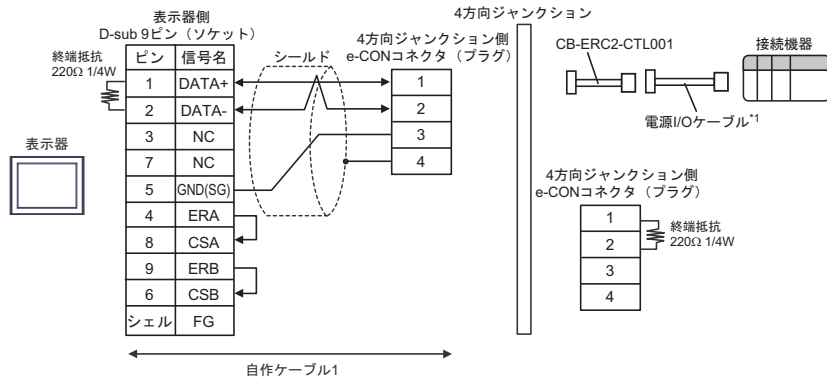 表示器側
D-sub 9ピン（ソケット）
終端抵抗
220Ω 1/4W
ピン 信号名
1 DATA+
2 DATA-
3 NC
7 NC
5 GND(SG)
4 ERA
8 CSA
9 ERB
6 CSB
シェル FG
表示器
シールド
4方向ジャンクション側
e-CONコネクタ（プラグ）
1
2
3
4
自作ケーブル1
4方向ジャンクション
CB-ERC2-CTL001
電源I/Oケーブル*1
接続機器
4方向ジャンクション側
e-CONコネクタ（プラグ）
1
2
3
4
終端抵抗
220Ω 1/4W